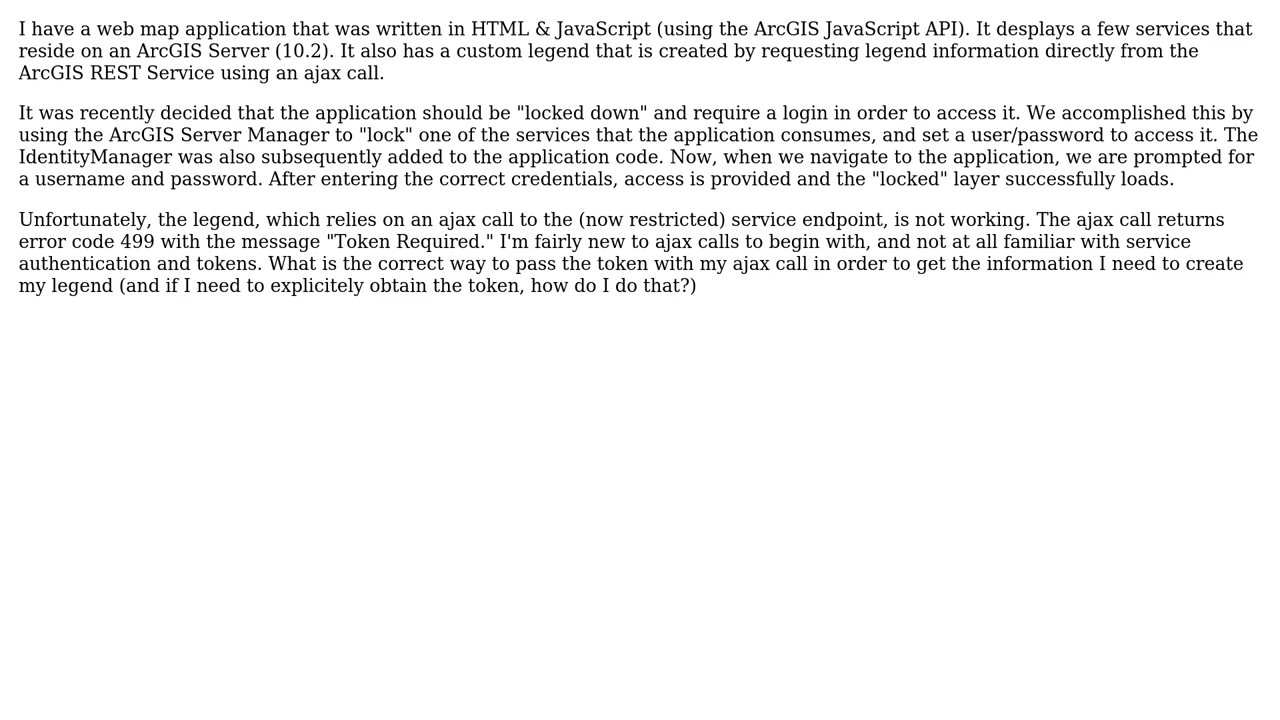 I have a web map application that was written in HTML & JavaScript (using the ArcGIS JavaScript API). It desplays a few services that
reside on an ArcGIS Server (10.2). It also has a custom legend that is created by requesting legend information directly from the
ArcGIS REST Service using an ajax call.
It was recently decided that the application should be "locked down" and require a login in order to access it. We accomplished this by
using the ArcGIS Server Manager to "lock" one of the services that the application consumes, and set a user/password to access it. The
IdentityManager was also subsequently added to the application code. Now, when we navigate to the application, we are prompted for
a username and password. After entering the correct credentials, access is provided and the "locked" layer successfully loads.
Unfortunately, the legend, which relies on an ajax call to the (now restricted) service endpoint, is not working. The ajax call returns
error code 499 with the message "Token Required." I'm fairly new to ajax calls to begin with, and not at all familiar with service
authentication and tokens. What is the correct way to pass the token with my ajax call in order to get the information I need to create
my legend (and if I need to explicitely obtain the token, how do I do that?)